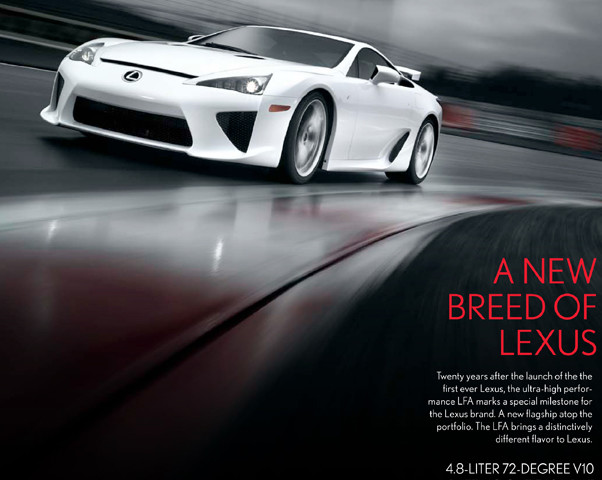 A NEW
BREED OF
LEXUS
Twenty years after the launch of the the
first ever Lexus, the ultra-high perfor-
mance LFA marks a special milestone for
the Lexus brand. A new flagship atop the
portfolio. The LFA brings a distinctively
different flavor to Lexus.
4.8-LITER 72-DEGREE V10